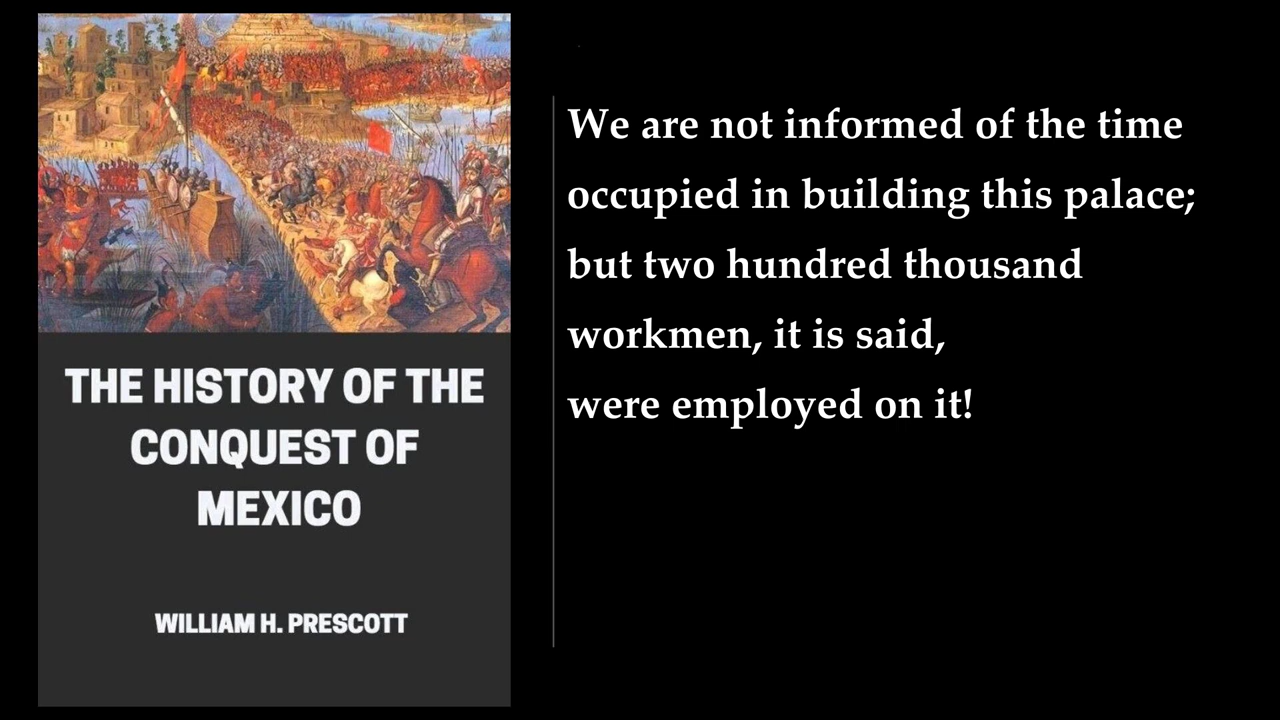 THE HISTORY OF THE
CONQUEST OF
MEXICO
WILLIAM H. PRESCOTT
We are not informed of the time
occupied in building this palace;
but two hundred thousand
workmen, it is said,
were employed on it!